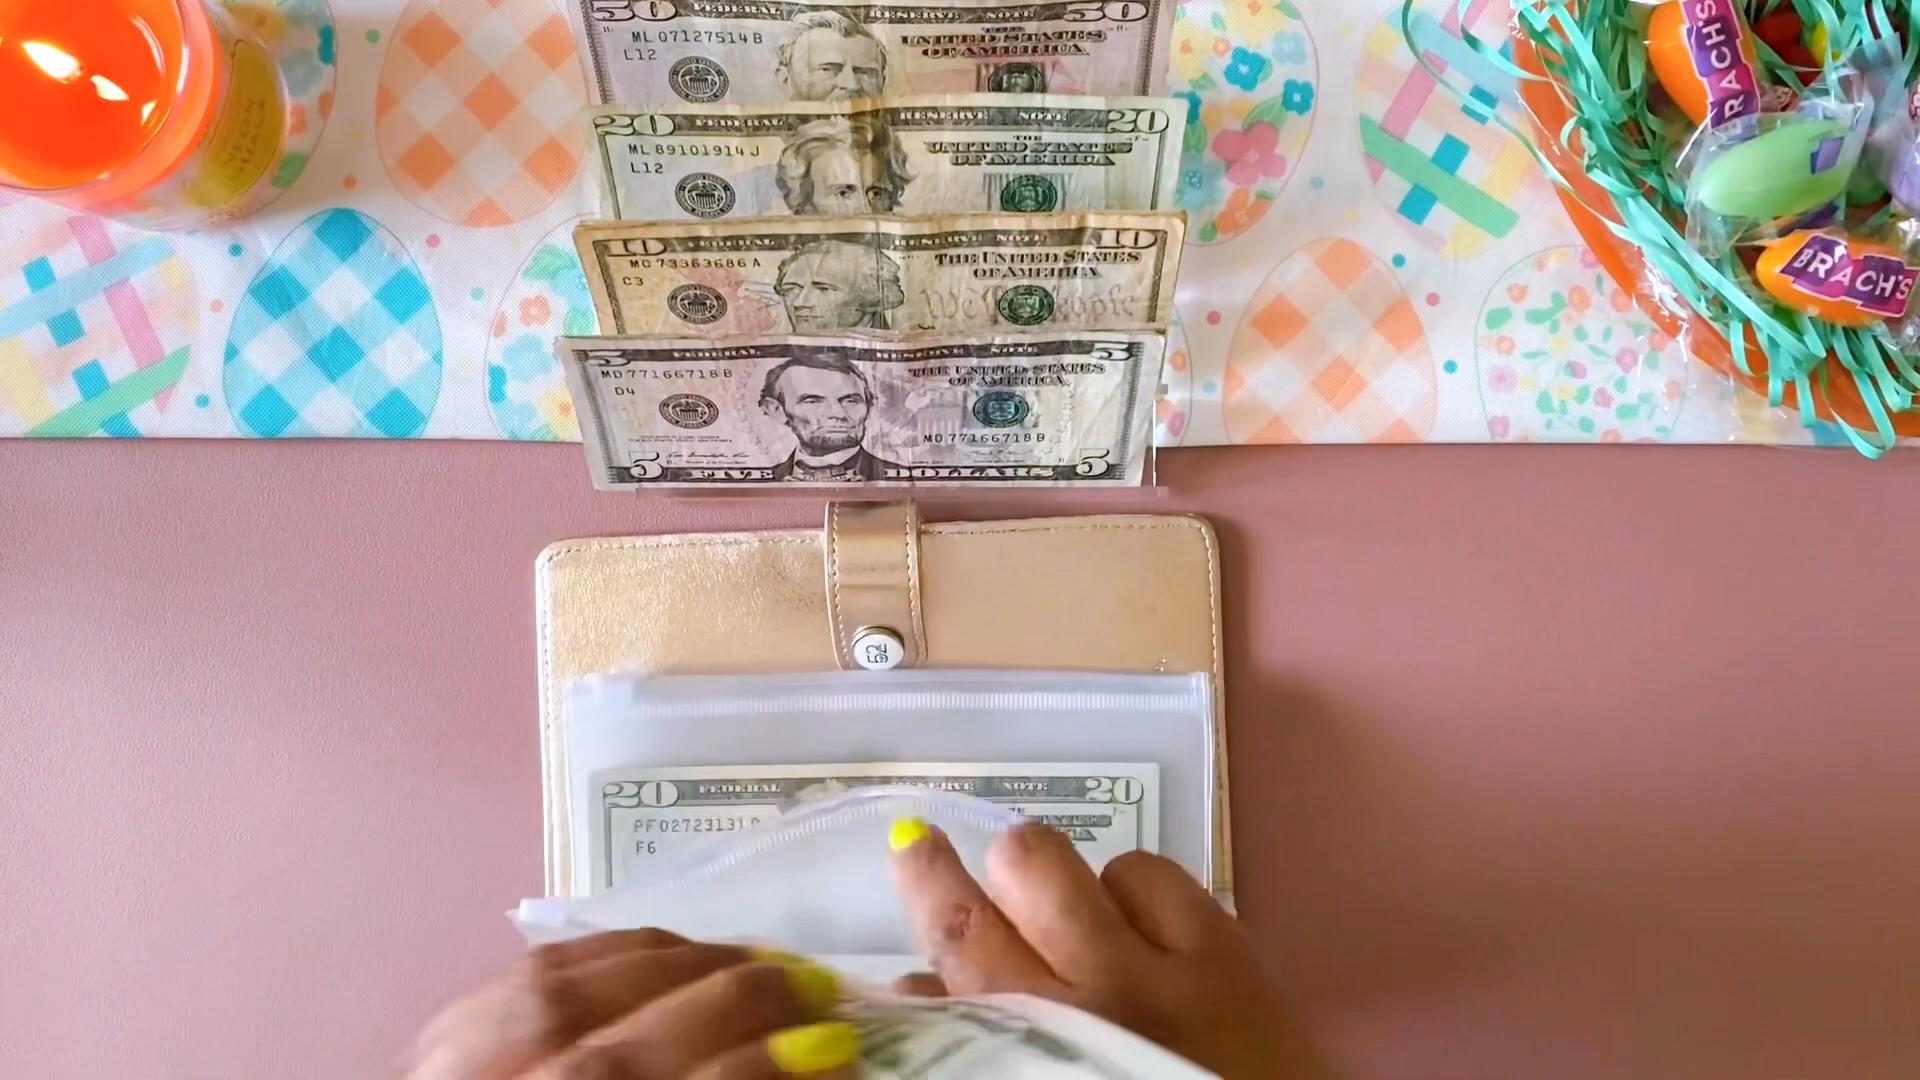 50 FEDERAL RESERVE NOTE 50
ML 07127514 B
L12
UNITED STATES
OF AMERICA
20 FEDERAL RESERVE NOTE 20
ML 89101914 J
L12
THE
UNITED STATES
OF AMERICA
10 FEDERAL RESERVE NOTE 10
MC 73363686 A
C3
THE UNITED STATES
OF AMERICA
We the People
5 FEDERAL RESERVE NOTE 5
MD 77166718 B
D4
THE UNITED STATES
OF AMERICA
MD 77166718 B
5 FIVE DOLLARS 5
52
20 FEDERAL RESERVE NOTE 20
PF 02723131
F6
BRACH'S
BRACH'S